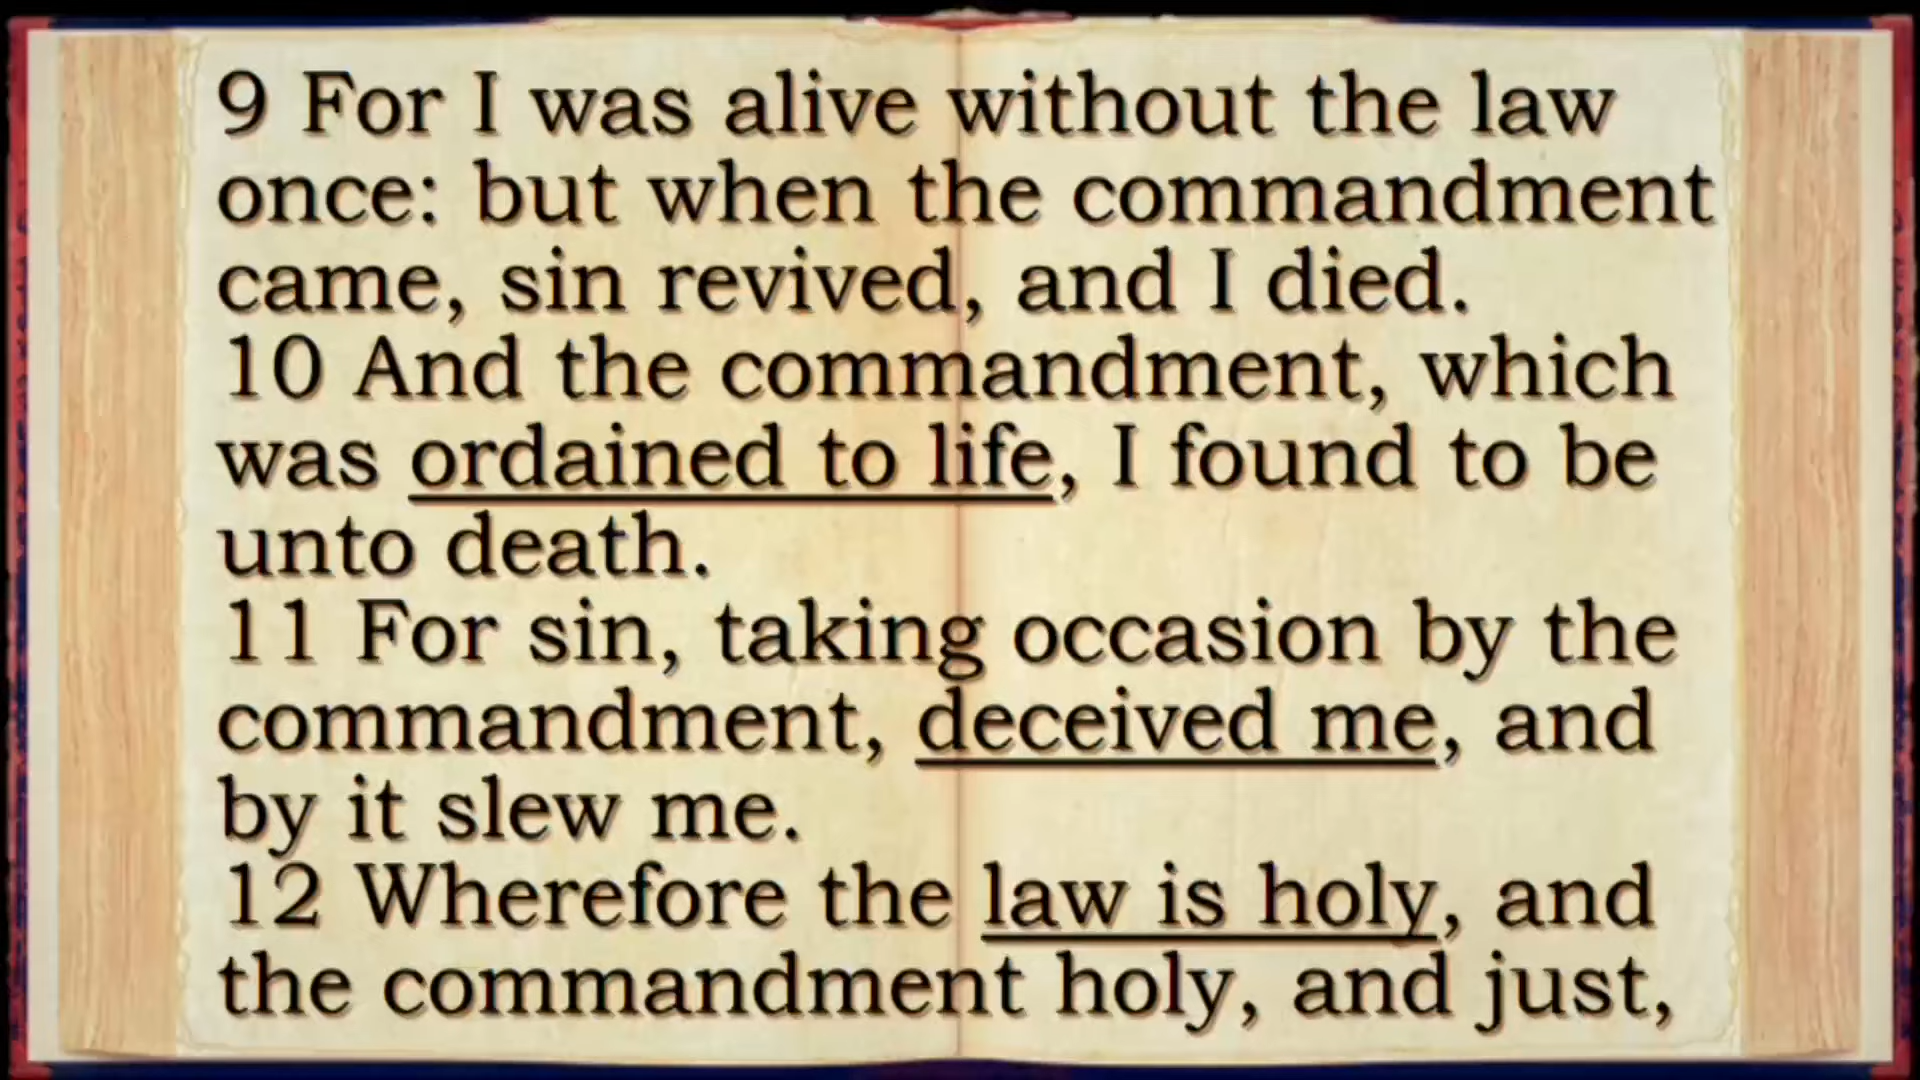 9 For I was alive without the law
once: but when the commandment
came, sin revived, and I died.
10 And the commandment, which
was ordained to life, I found to be
unto death.
11 For sin, taking occasion by the
commandment, deceived me, and
by it slew me.
12 Wherefore the law is holy, and
the commandment holy, and just,